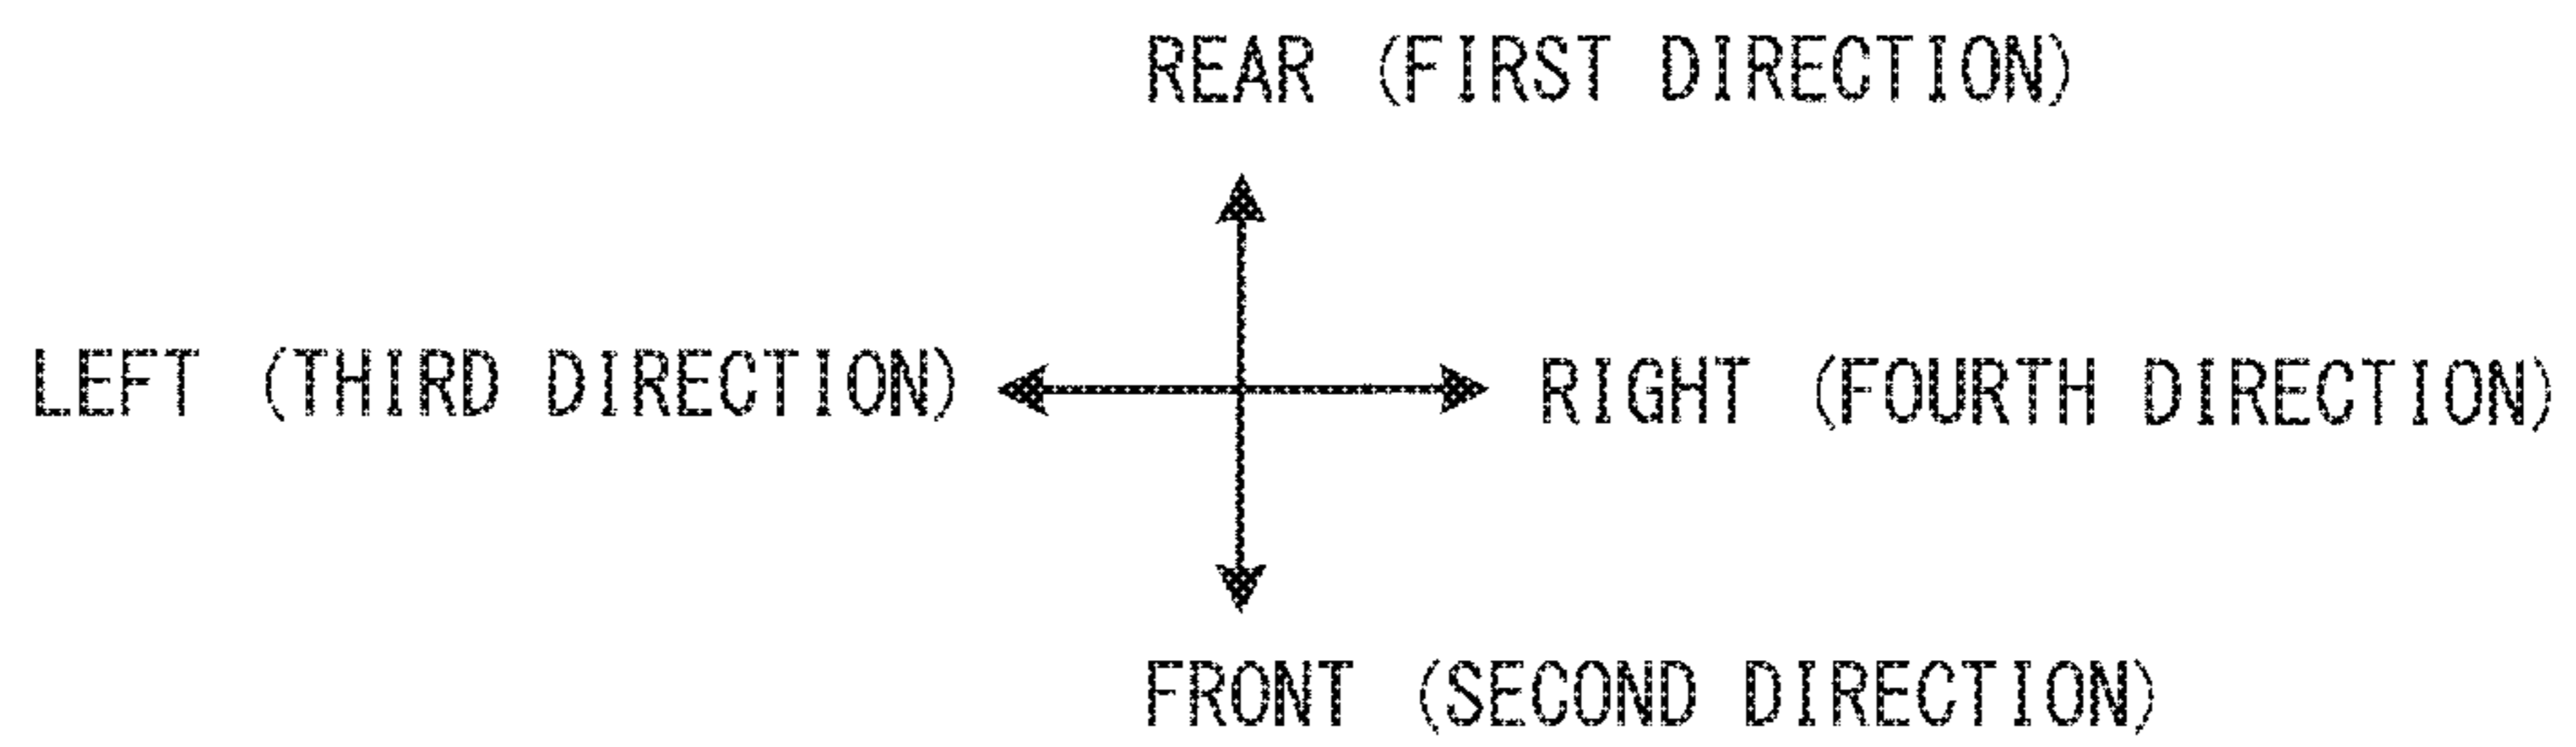 REAR (FIRST DIRECTION)
LEFT (THIRD DIRECTION)
RIGHT (FOURTH DIRECTION)
FRONT (SECOND DIRECTION)